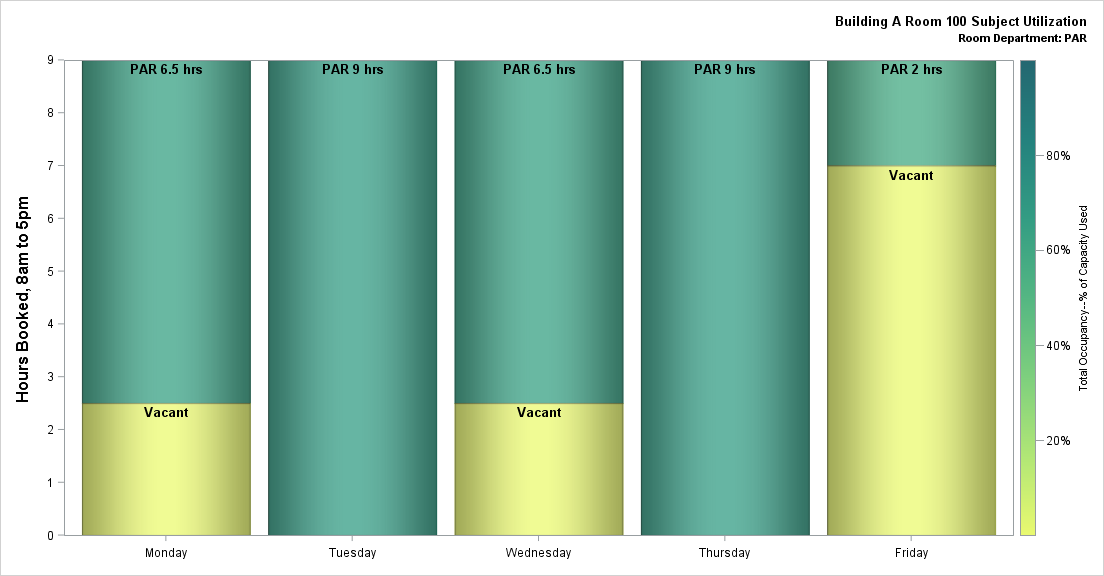 Building A Room 100 Subject Utilization
Room Department: PAR
Hours Booked, 8am to 5pm
9
8
7
6
5
4
3
2
1
0
PAR 6.5 hrs
PAR 9 hrs
PAR 6.5 hrs
PAR 9 hrs
PAR 2 hrs
Vacant
Vacant
Vacant
Monday
Tuesday
Wednesday
Thursday
Friday
80%
60%
40%
20%
Total Occupancy--% of Capacity Used